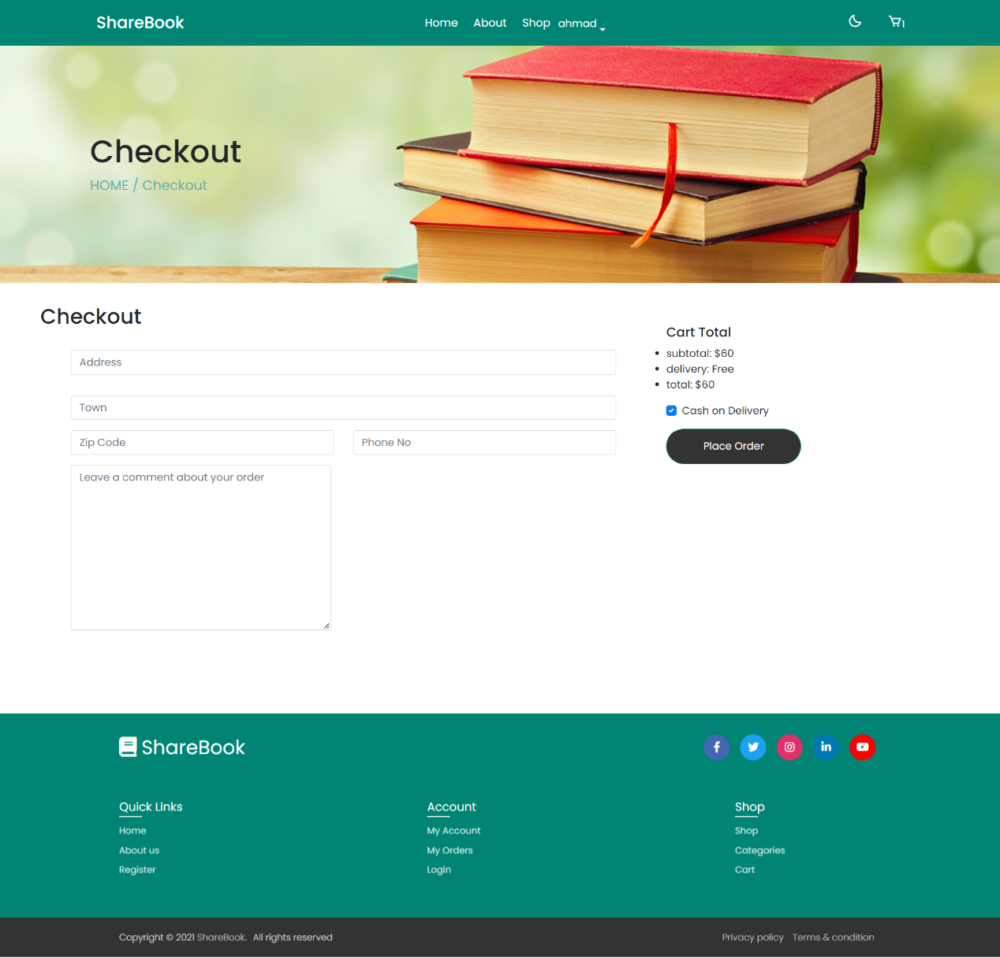 ShareBook
Home About Shop ahmad
1
Checkout
HOME / Checkout
Checkout
Address
Town
Zip Code
Phone No
Leave a comment about your order
Cart Total
subtotal: $60
delivery: Free
total: $60
Cash on Delivery
Place Order
ShareBook
Quick Links
Home
About us
Register
Account
My Account
My Orders
Login
Shop
Shop
Categories
Cart
Copyright © 2021 ShareBook. All rights reserved
Privacy policy Terms & condition